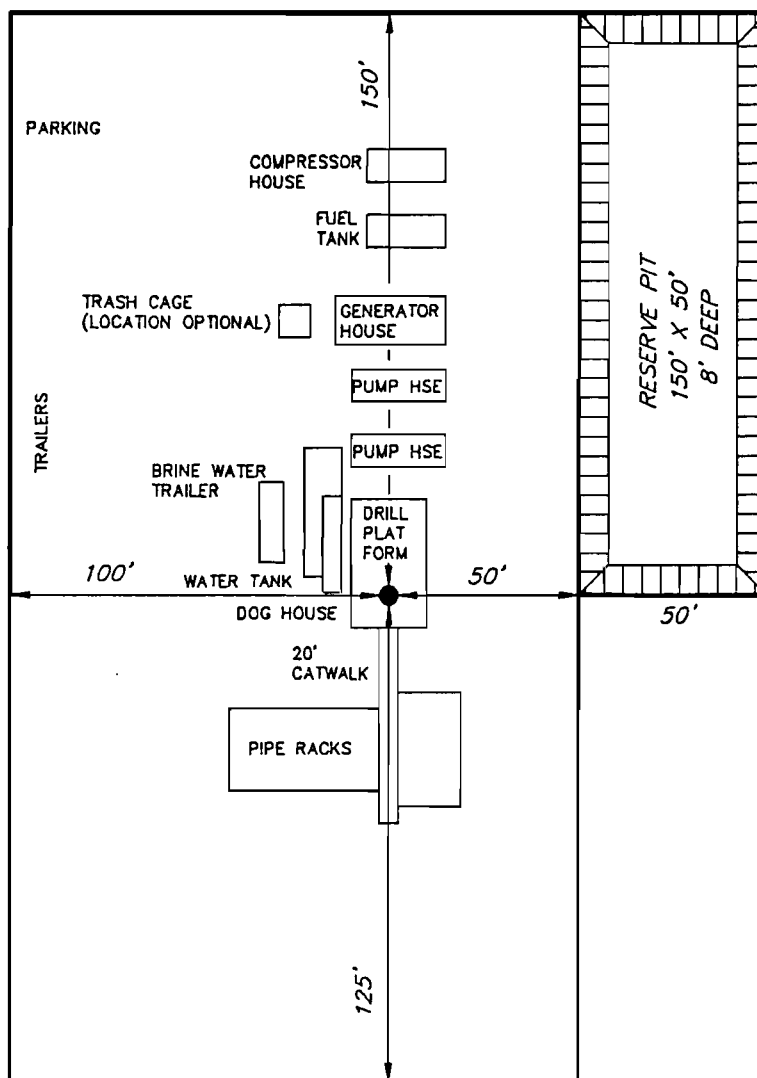 150'
PARKING
COMPRESSOR
HOUSE
FUEL
TANK
TRASH CAGE
(LOCATION OPTIONAL)
GENERATOR
HOUSE
RESERVE PIT
150' X 50'
8' DEEP
PUMP HSE
TRAILERS
PUMP HSE
BRINE WATER
TRAILER
DRILL
PLAT
FORM
WATER TANK
100'
50'
DOG HOUSE
50'
20'
CATWALK
PIPE RACKS
125'